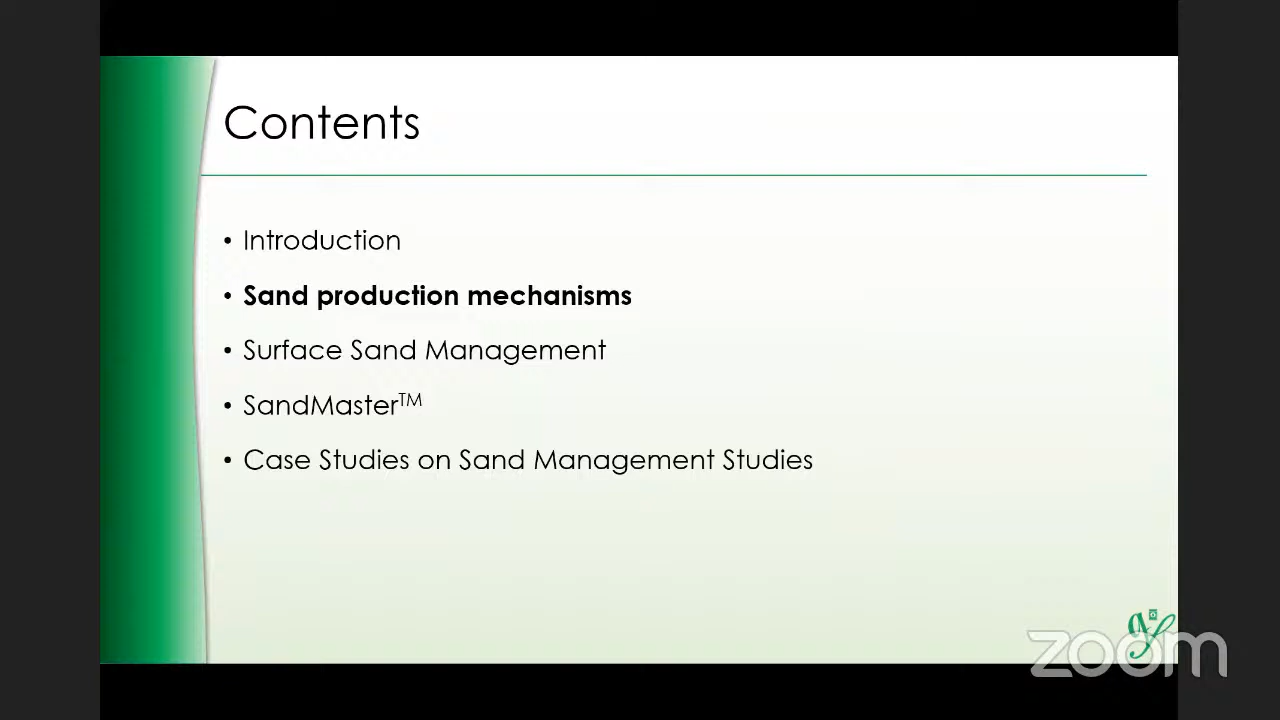 Contents
• Introduction
• Sand production mechanisms
• Surface Sand Management
• SandMaster™
• Case Studies on Sand Management Studies
zoom